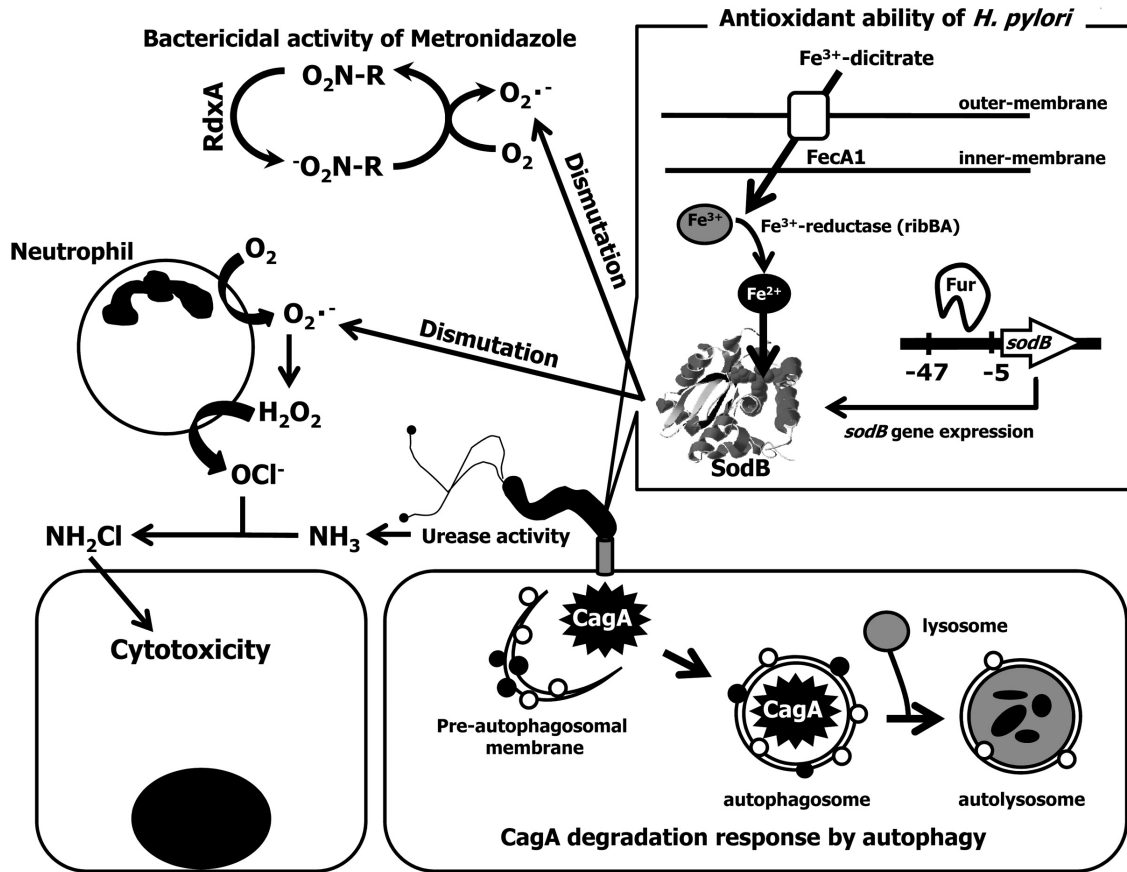 Antioxidant ability of H. pylori
Bactericidal activity of Metronidazole
O₂N-R
RdxA
⁻O₂N-R
O₂·⁻
O₂
Dismutation
Fe³⁺-dicitrate
outer-membrane
FecA1
inner-membrane
Fe³⁺
Fe³⁺-reductase (ribBA)
Fe²⁺
Fur
sodB
-47
-5
sodB gene expression
SodB
Neutrophil
O₂
O₂·⁻
Dismutation
H₂O₂
OCl⁻
NH₂Cl
NH₃
Urease activity
Cytotoxicity
CagA
Pre-autophagosomal
membrane
CagA
autophagosome
lysosome
autolysosome
CagA degradation response by autophagy